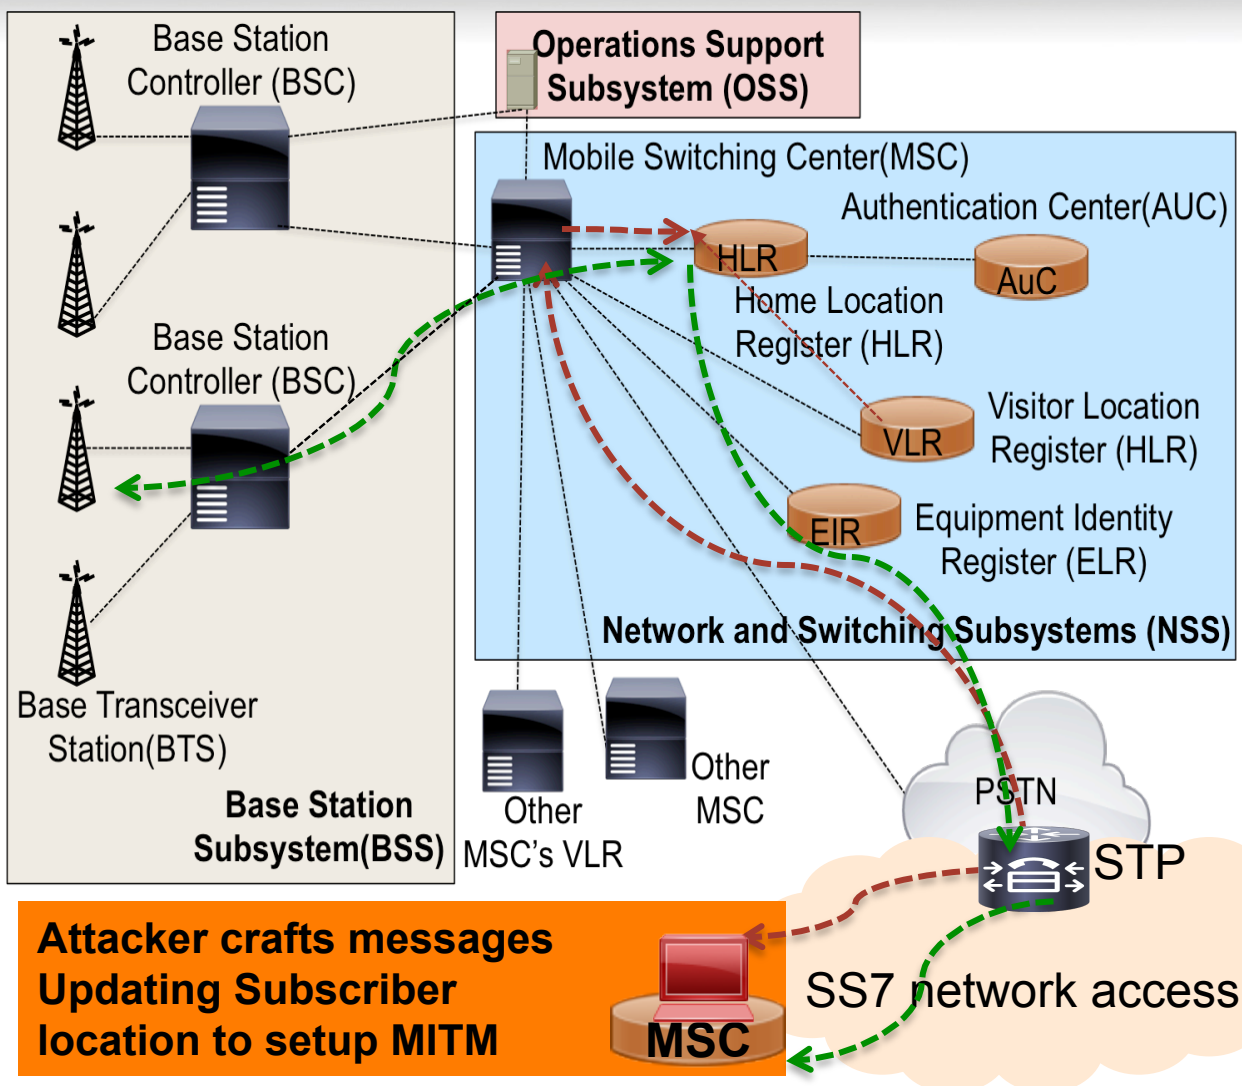 Base Station
Controller (BSC)
Operations Support
Subsystem (OSS)
Mobile Switching Center(MSC)
Authentication Center(AUC)
HLR
AuC
Home Location
Register (HLR)
Base Station
Controller (BSC)
VLR
Visitor Location
Register (HLR)
EIR
Equipment Identity
Register (ELR)
Network and Switching Subsystems (NSS)
Base Transceiver
Station(BTS)
Base Station
Subsystem(BSS)
Other
MSC's VLR
Other
MSC
PSTN
STP
Attacker crafts messages
Updating Subscriber
location to setup MITM
MSC
SS7 network access